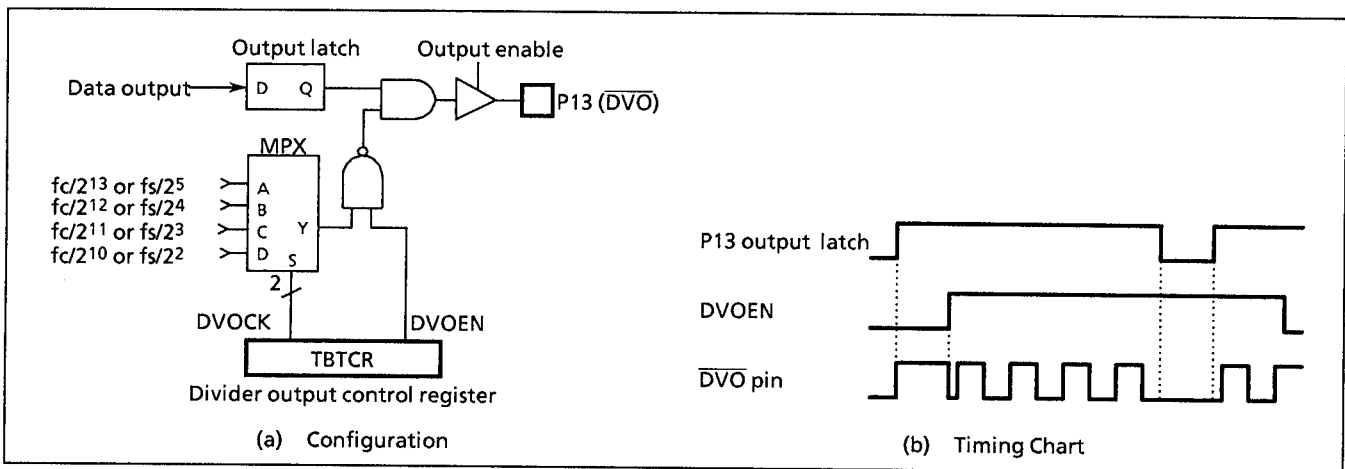 Output latch
Output enable
Data output
D Q
P13 (DVO)
MPX
fc/2¹³ or fs/2⁵
fc/2¹² or fs/2⁴
fc/2¹¹ or fs/2³
fc/2¹⁰ or fs/2²
A
B
C
D
Y
S
2
DVOCK
DVOEN
TBTCR
Divider output control register
(a) Configuration
P13 output latch
DVOEN
DVO pin
(b) Timing Chart